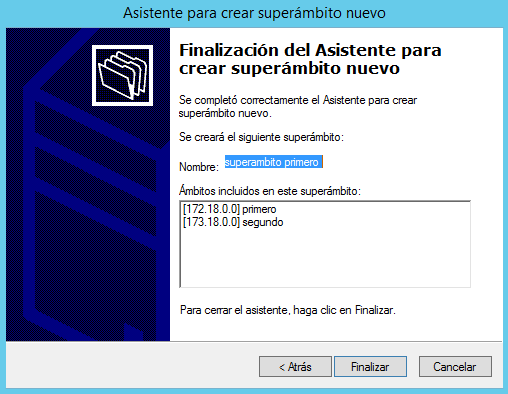 Asistente para crear superámbito nuevo
Finalización del Asistente para
crear superámbito nuevo
Se completó correctamente el Asistente para crear
superámbito nuevo.
Se creará el siguiente superámbito:
Nombre: superambito primero
Ámbitos incluidos en este superámbito:
[172.18.0.0] primero
[173.18.0.0] segundo
Para cerrar el asistente, haga clic en Finalizar.
< Atrás Finalizar Cancelar